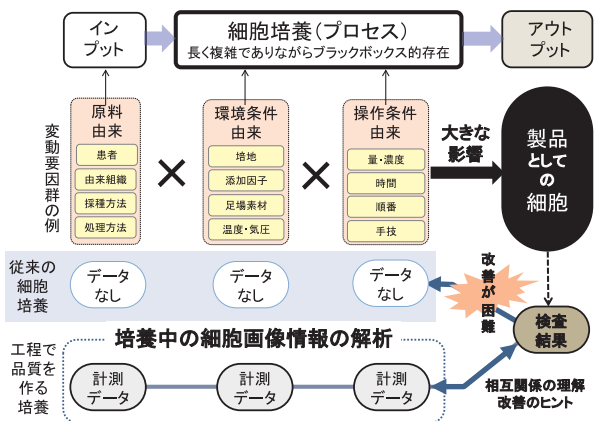 イン
プット
細胞培養（プロセス）
長く複雑でありながらブラックボックス的存在
アウト
プット
変動要因群の例
原料
由来
患者
由来組織
採種方法
処理方法
×
環境条件
由来
培地
添加因子
足場素材
温度・気圧
×
操作条件
由来
量・濃度
時間
順番
手技
大きな
影響
製品
として
の
細胞
従来の
細胞
培養
データ
なし
データ
なし
データ
なし
改善が
困難
検査
結果
培養中の細胞画像情報の解析
工程で
品質を
作る
培養
計測
データ
計測
データ
計測
データ
相互関係の理解
改善のヒント